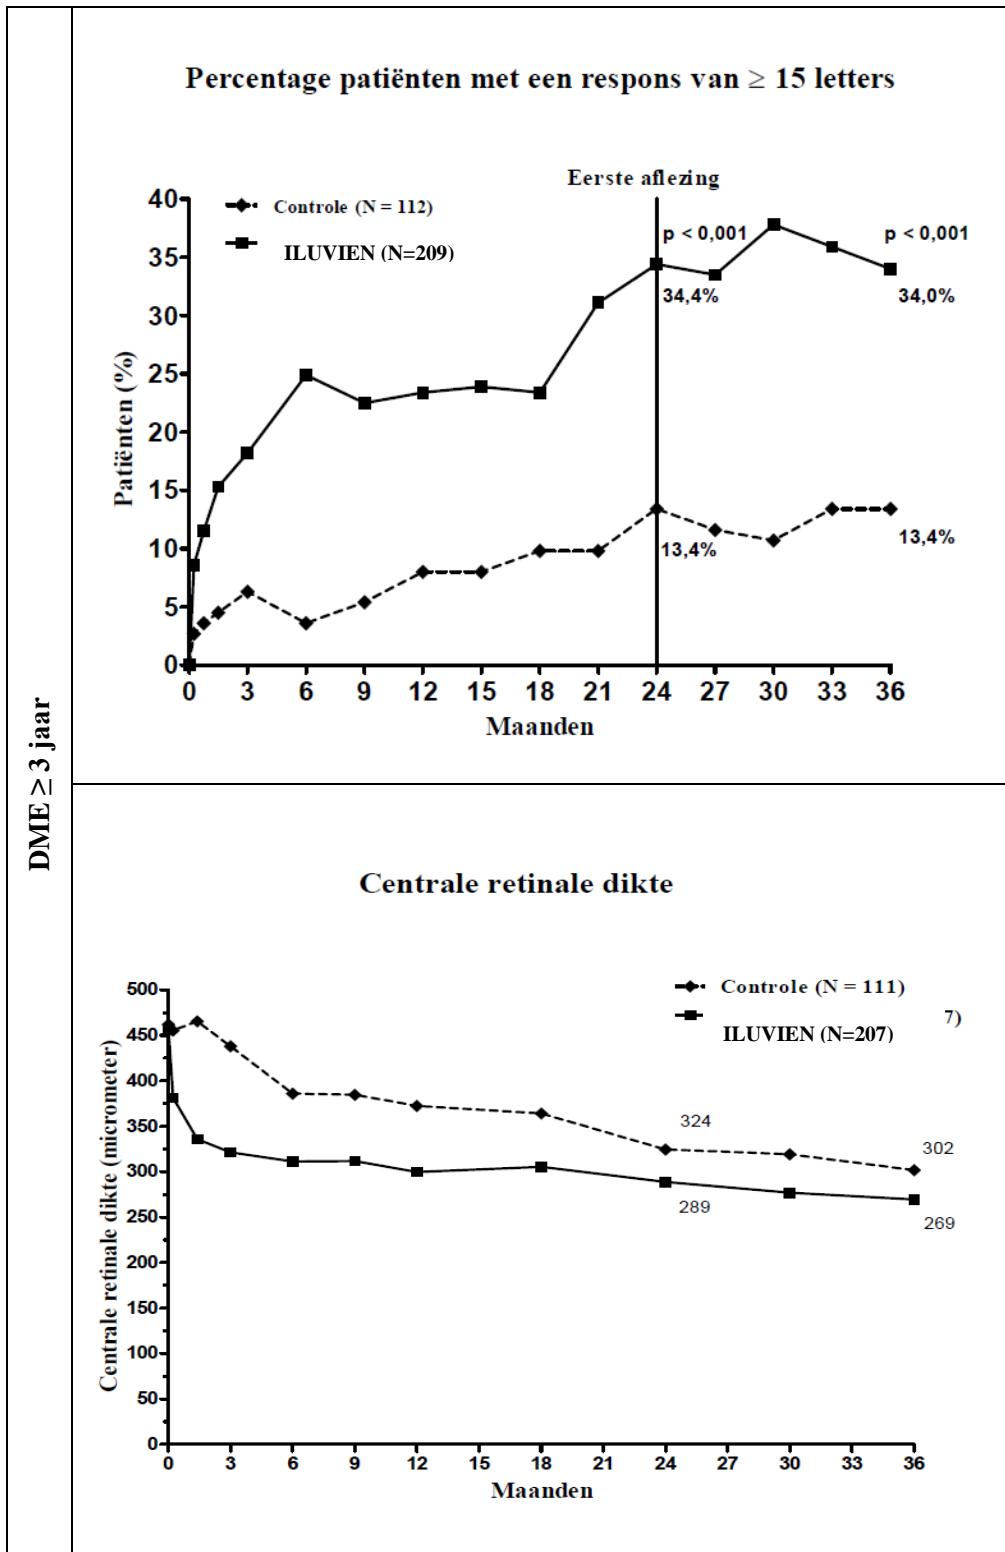 DME ≥ 3 jaar
Percentage patiënten met een respons van ≥ 15 letters
Eerste aflezing
Controle (N = 112)
ILUVIEN (N=209)
Patiënten (%)
40
35
30
25
20
15
10
5
0
p < 0,001
p < 0,001
34,4%
34,0%
13,4%
13,4%
0 3 6 9 12 15 18 21 24 27 30 33 36
Maanden
Centrale retinale dikte
Controle (N = 111)
ILUVIEN (N=207)
7)
Centrale retinale dikte (micrometer)
500
450
400
350
300
250
200
150
100
50
0
324
302
289
269
0 3 6 9 12 15 18 21 24 27 30 33 36
Maanden